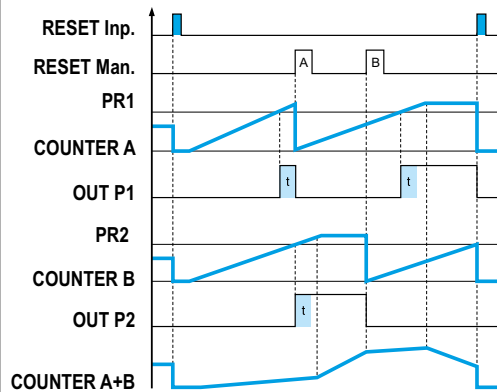 RESET Inp.
RESET Man.
A
B
PR1
COUNTER A
OUT P1
t
t
PR2
COUNTER B
OUT P2
t
COUNTER A+B